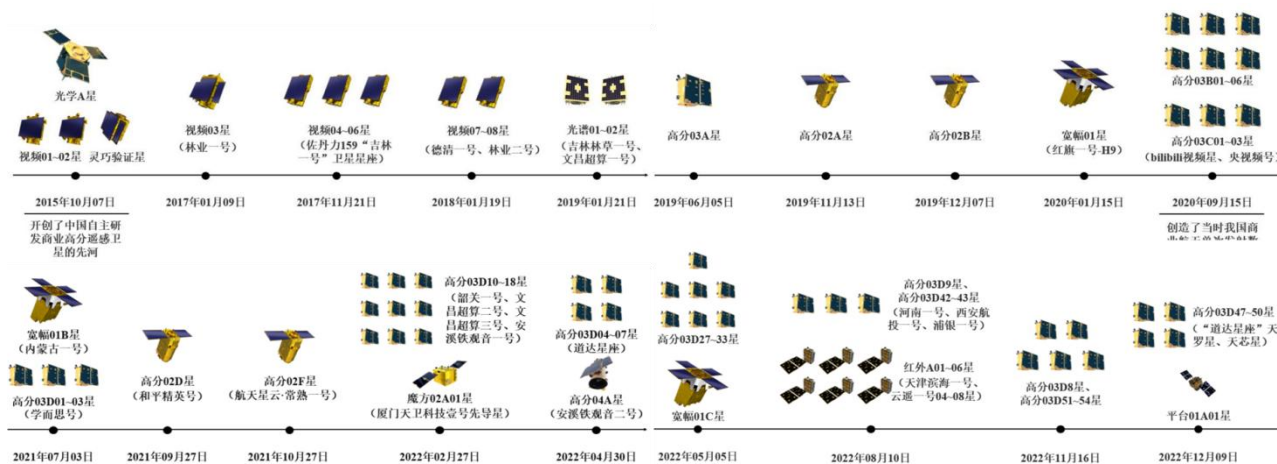 光学A星
视频01~02星 灵巧验证星
2015年10月07日
开创了中国自主研
发商业高分遥感卫
星的先河
视频03星
（林业一号）
2017年01月09日
视频04~06星
（佐丹力159“吉林
一号”卫星星座）
2017年11月21日
视频07~08星
（德清一号、林业二号）
2018年01月19日
光谱01~02星
（吉林林草一号、
文昌超算一号）
2019年01月21日
高分03A星
2019年06月05日
高分02A星
2019年11月13日
高分02B星
2019年12月07日
宽幅01星
（红旗一号-H9）
2020年01月15日
高分03B01~06星
高分03C01~03星
（bilibili视频星、央视频号）
2020年09月15日
创造了当时我国商
宽幅01B星
（内蒙古一号）
高分03D01~03星
（学而思号）
2021年07月03日
高分02D星
（和平精英号）
2021年09月27日
高分02F星
（航天星云·常熟一号）
2021年10月27日
高分03D10~18星
（韶关一号、文
昌超算二号、文
昌超算三号、安
溪铁观音一号）
魔方02A01星
（厦门天卫科技壹号先导星）
2022年02月27日
高分03D04~07星
（道达星座）
高分04A星
（安溪铁观音二号）
2022年04月30日
高分03D27~33星
宽幅01C星
2022年05月05日
高分03D9星、
高分03D42~43星
（河南一号、西安航
投一号、浦银一号）
红外A01~06星
（天津滨海一号、
云遥一号04~08星）
2022年08月10日
高分03D8星、
高分03D51~54星
2022年11月16日
高分03D47~50星
（“道达星座”天
罗星、天芯星）
平台01A01星
2022年12月09日